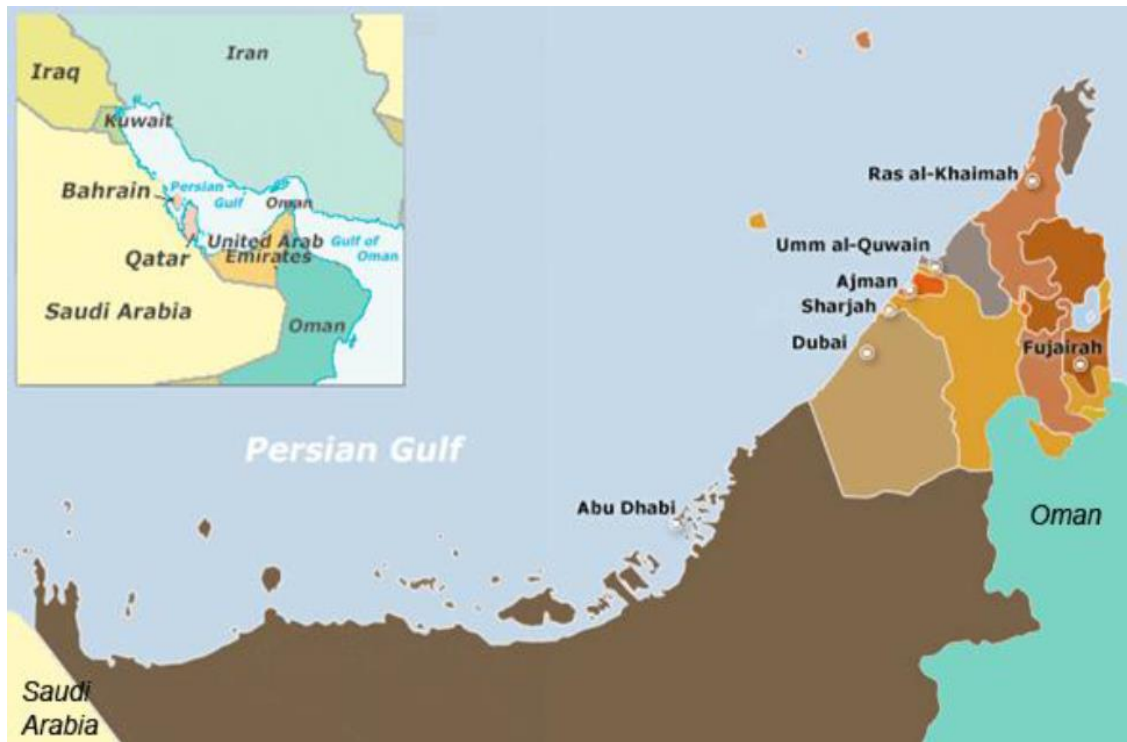 Iran
Iraq
Kuwait
Bahrain
Persian
Gulf
Oman
Qatar
United Arab
Emirates
Gulf of
Oman
Saudi Arabia
Oman
Ras al-Khaimah
Umm al-Quwain
Ajman
Sharjah
Dubai
Fujairah
Persian Gulf
Abu Dhabi
Oman
Saudi
Arabia